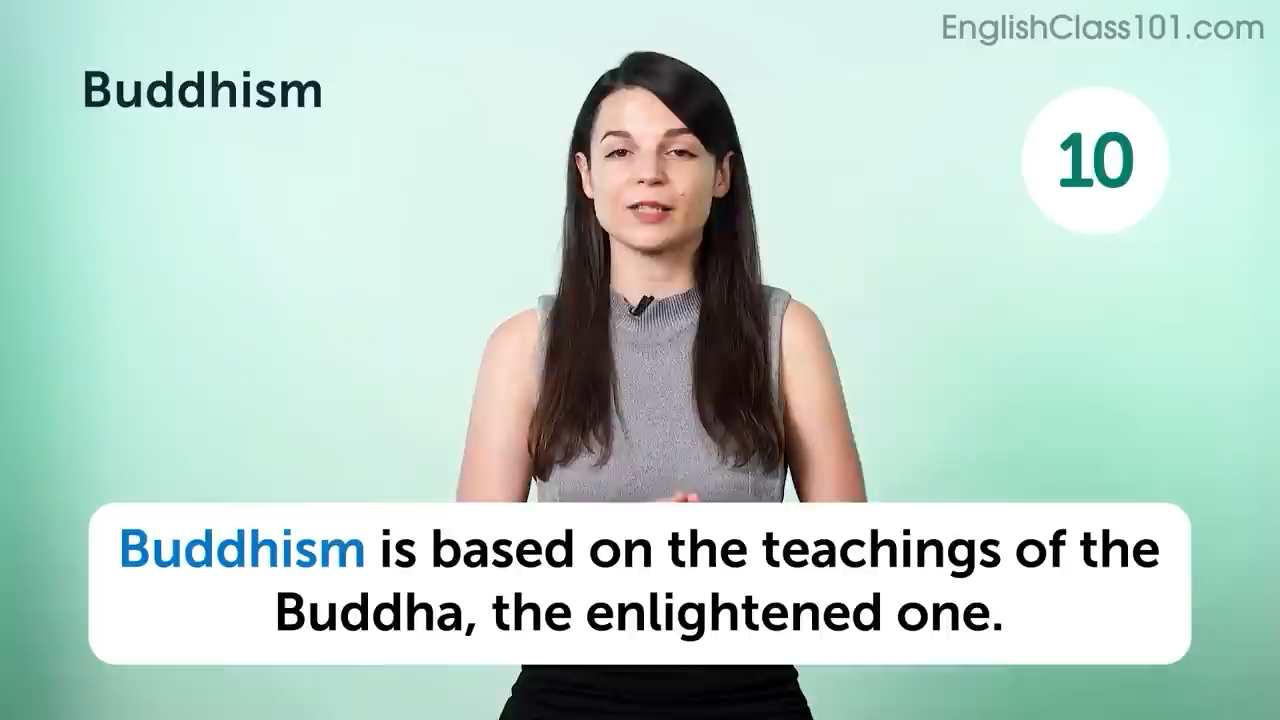 EnglishClass101.com
Buddhism
10
Buddhism is based on the teachings of the
Buddha, the enlightened one.